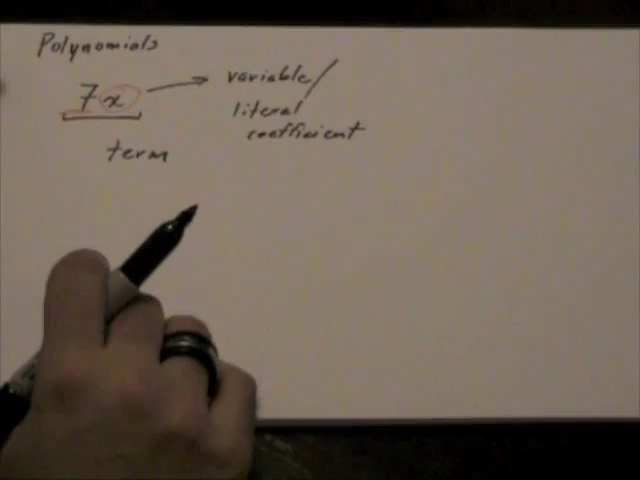 Polynomials
7x → variable/
literal
coefficient
term